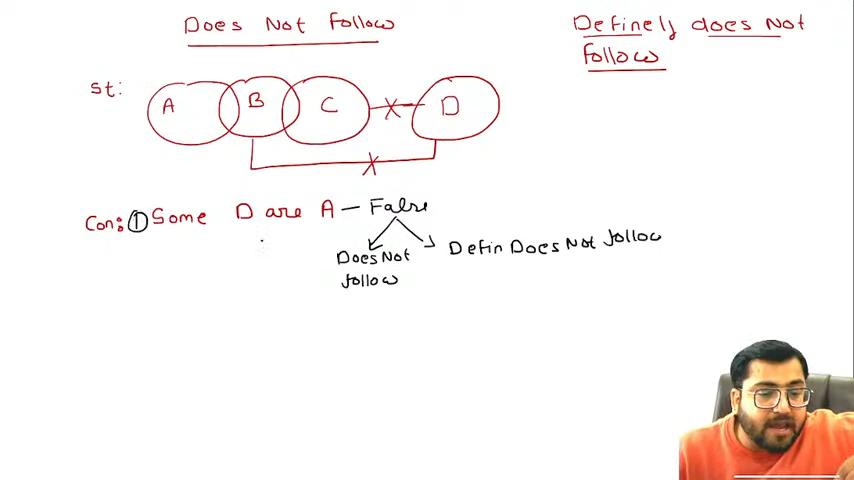 Does Not follow
Definely does Not
follow
st:
A B C D
Con: ① Some D are A — False
Does Not
follow
Defin Does Not follow